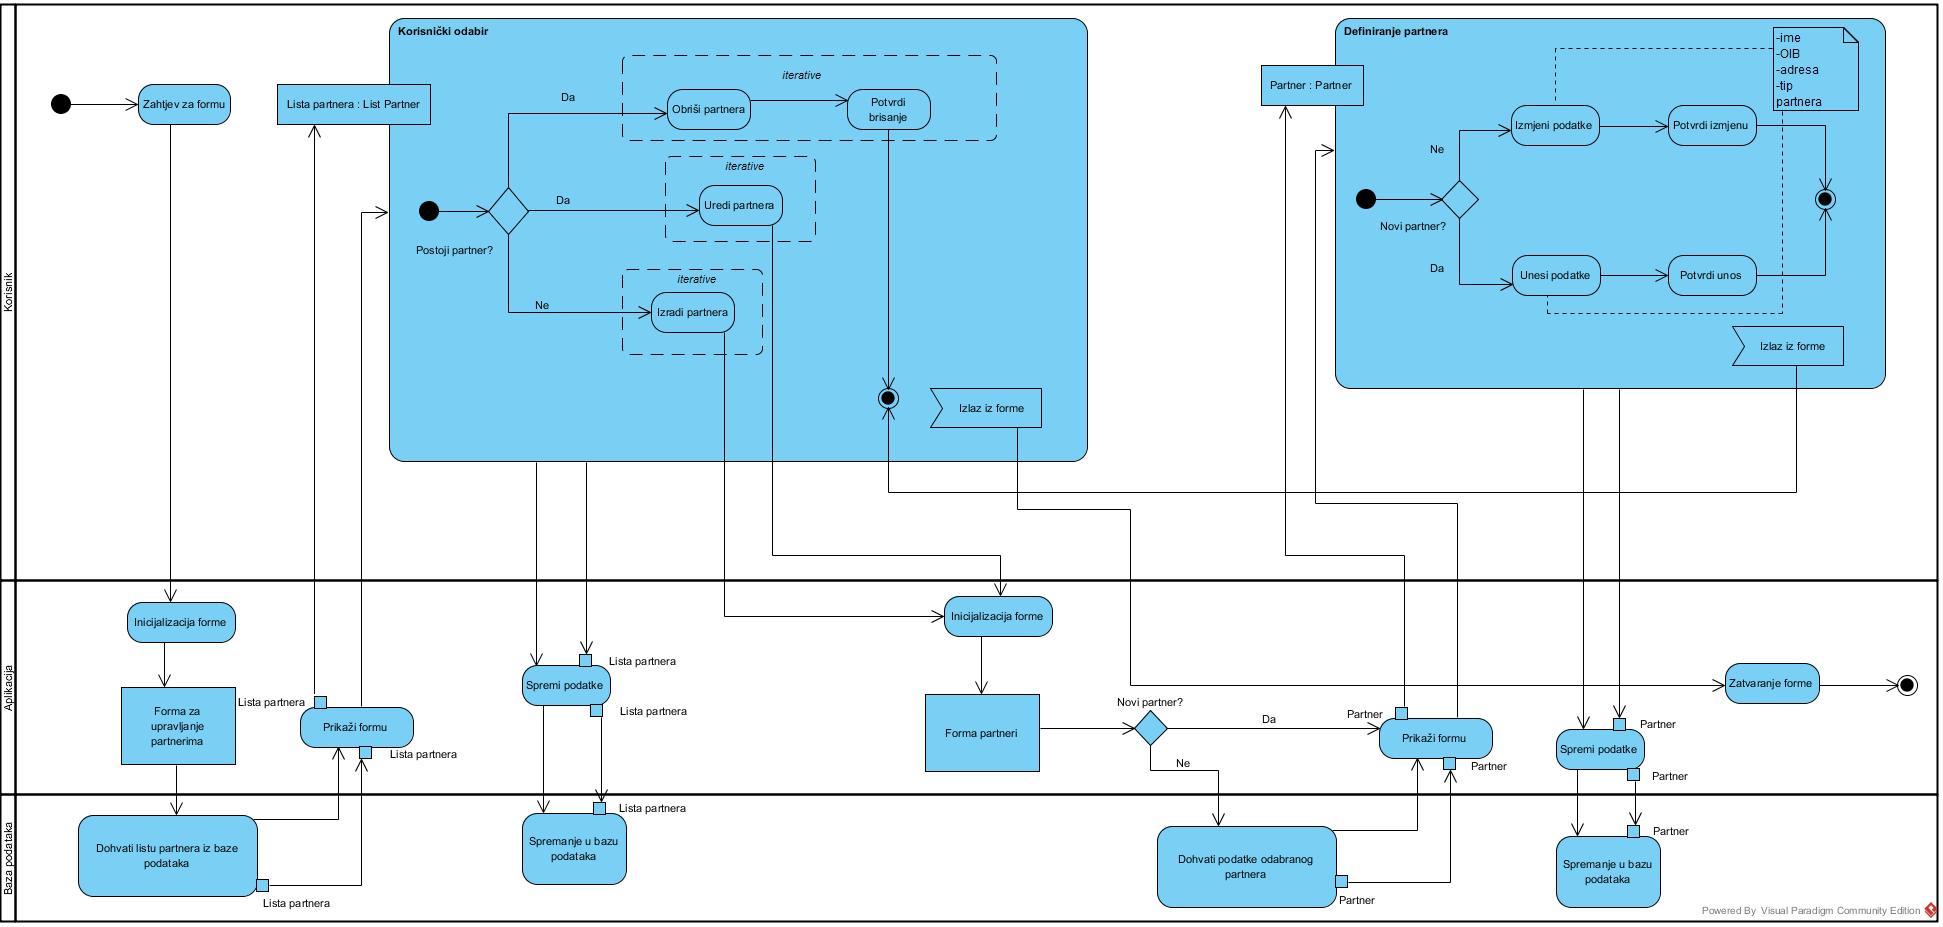 Korisnik
Zahtjev za formu
Lista partnera : List Partner
Korisnički odabir
iterative
Da
Obriši partnera
Potvrdi
brisanje
iterative
Da
Uredi partnera
Postoji partner?
iterative
Ne
Izradi partnera
Izlaz iz forme
Definiranje partnera
Partner : Partner
-ime
-OIB
-adresa
-tip
partnera
Izmjeni podatke
Potvrdi izmjenu
Ne
Novi partner?
Da
Unesi podatke
Potvrdi unos
Izlaz iz forme
Aplikacija
Inicijalizacija forme
Forma za
upravljanje
partnerima
Lista partnera
Prikaži formu
Lista partnera
Lista partnera
Spremi podatke
Lista partnera
Inicijalizacija forme
Forma partneri
Novi partner?
Da
Ne
Partner
Prikaži formu
Partner
Zatvaranje forme
Partner
Spremi podatke
Partner
Baza podataka
Dohvati listu partnera iz baze
podataka
Lista partnera
Lista partnera
Spremanje u bazu
podataka
Dohvati podatke odabranog
partnera
Partner
Partner
Spremanje u bazu
podataka
Powered By Visual Paradigm Community Edition